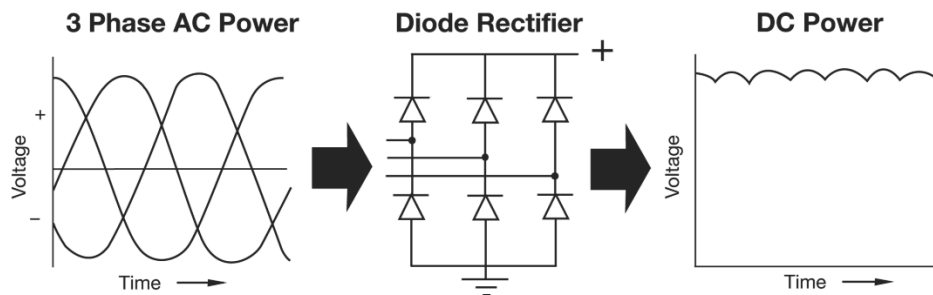 3 Phase AC Power
Diode Rectifier
DC Power
+
+
Voltage
−
Time
Voltage
Time